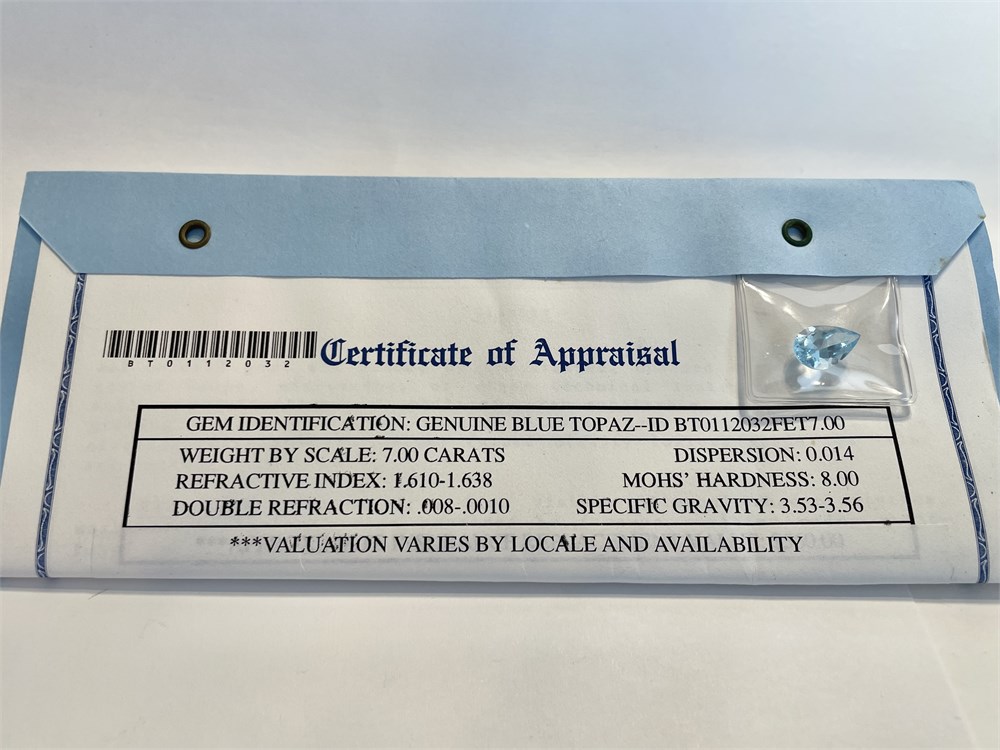 BT0112032
Certificate of Appraisal
GEM IDENTIFICATION: GENUINE BLUE TOPAZ--ID BT0112032FET7.00
WEIGHT BY SCALE: 7.00 CARATS
DISPERSION: 0.014
REFRACTIVE INDEX: 1.610-1.638
MOHS' HARDNESS: 8.00
DOUBLE REFRACTION: .008-.0010
SPECIFIC GRAVITY: 3.53-3.56
***VALUATION VARIES BY LOCALE AND AVAILABILITY